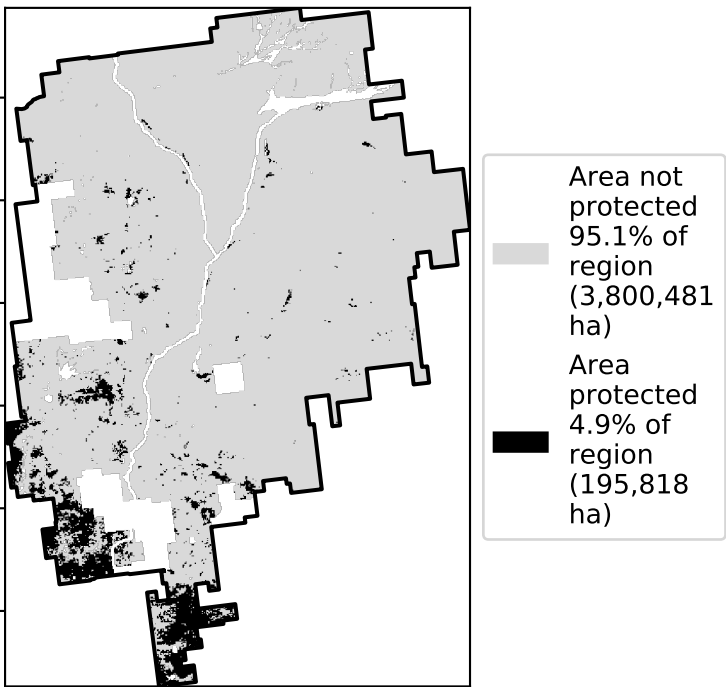 Area not
protected
95.1% of
region
(3,800,481
ha)
Area
protected
4.9% of
region
(195,818
ha)